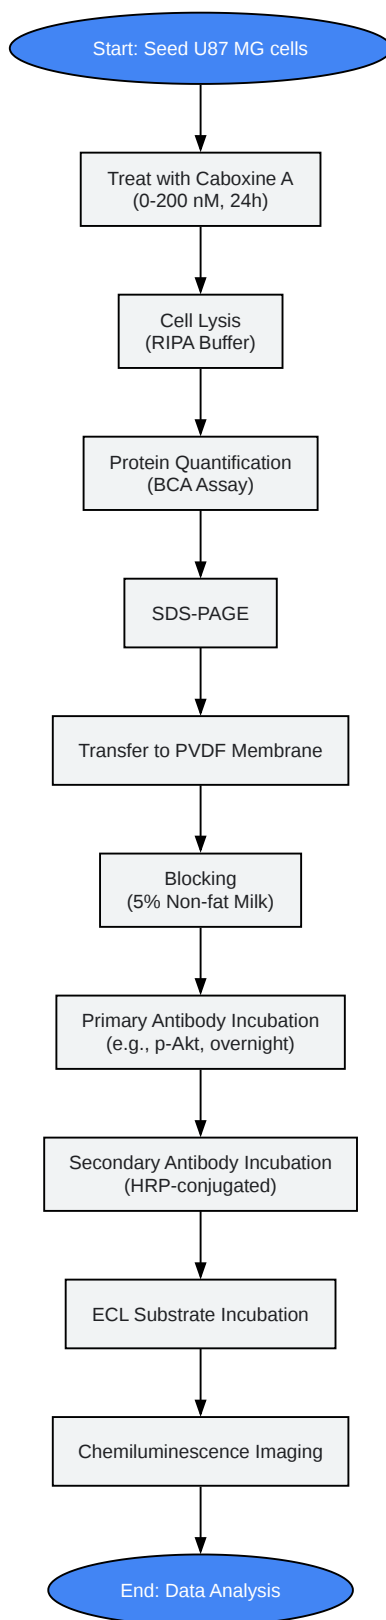 Start: Seed U87 MG cells
Treat with Caboxine A
(0-200 nM, 24h)
Cell Lysis
(RIPA Buffer)
Protein Quantification
(BCA Assay)
SDS-PAGE
Transfer to PVDF Membrane
Blocking
(5% Non-fat Milk)
Primary Antibody Incubation
(e.g., p-Akt, overnight)
Secondary Antibody Incubation
(HRP-conjugated)
ECL Substrate Incubation
Chemiluminescence Imaging
End: Data Analysis